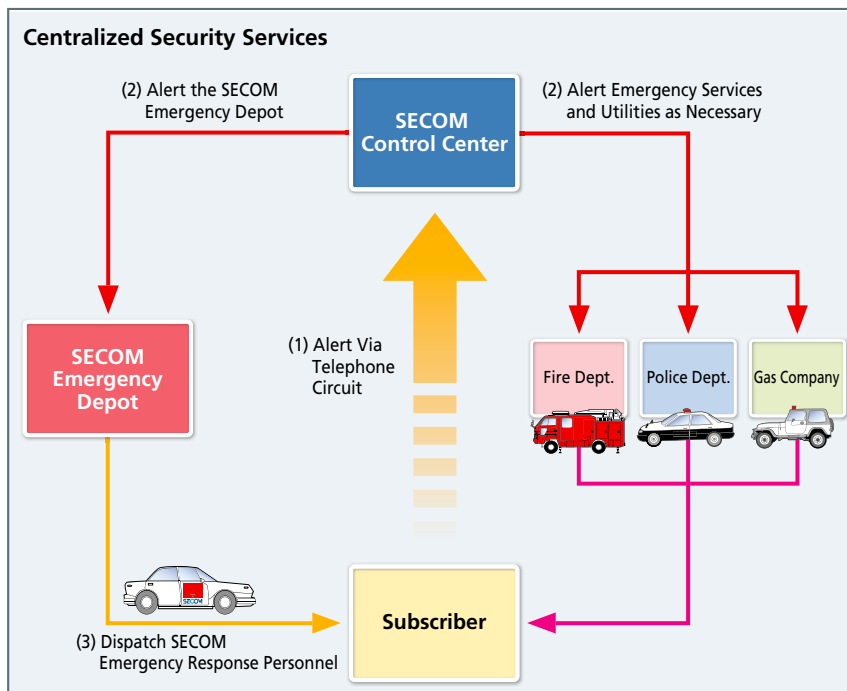 Centralized Security Services
(2) Alert the SECOM
Emergency Depot
SECOM
Control Center
(2) Alert Emergency Services
and Utilities as Necessary
SECOM
Emergency
Depot
(1) Alert Via
Telephone
Circuit
Fire Dept.
Police Dept.
Gas Company
SECOM
Subscriber
(3) Dispatch SECOM
Emergency Response Personnel